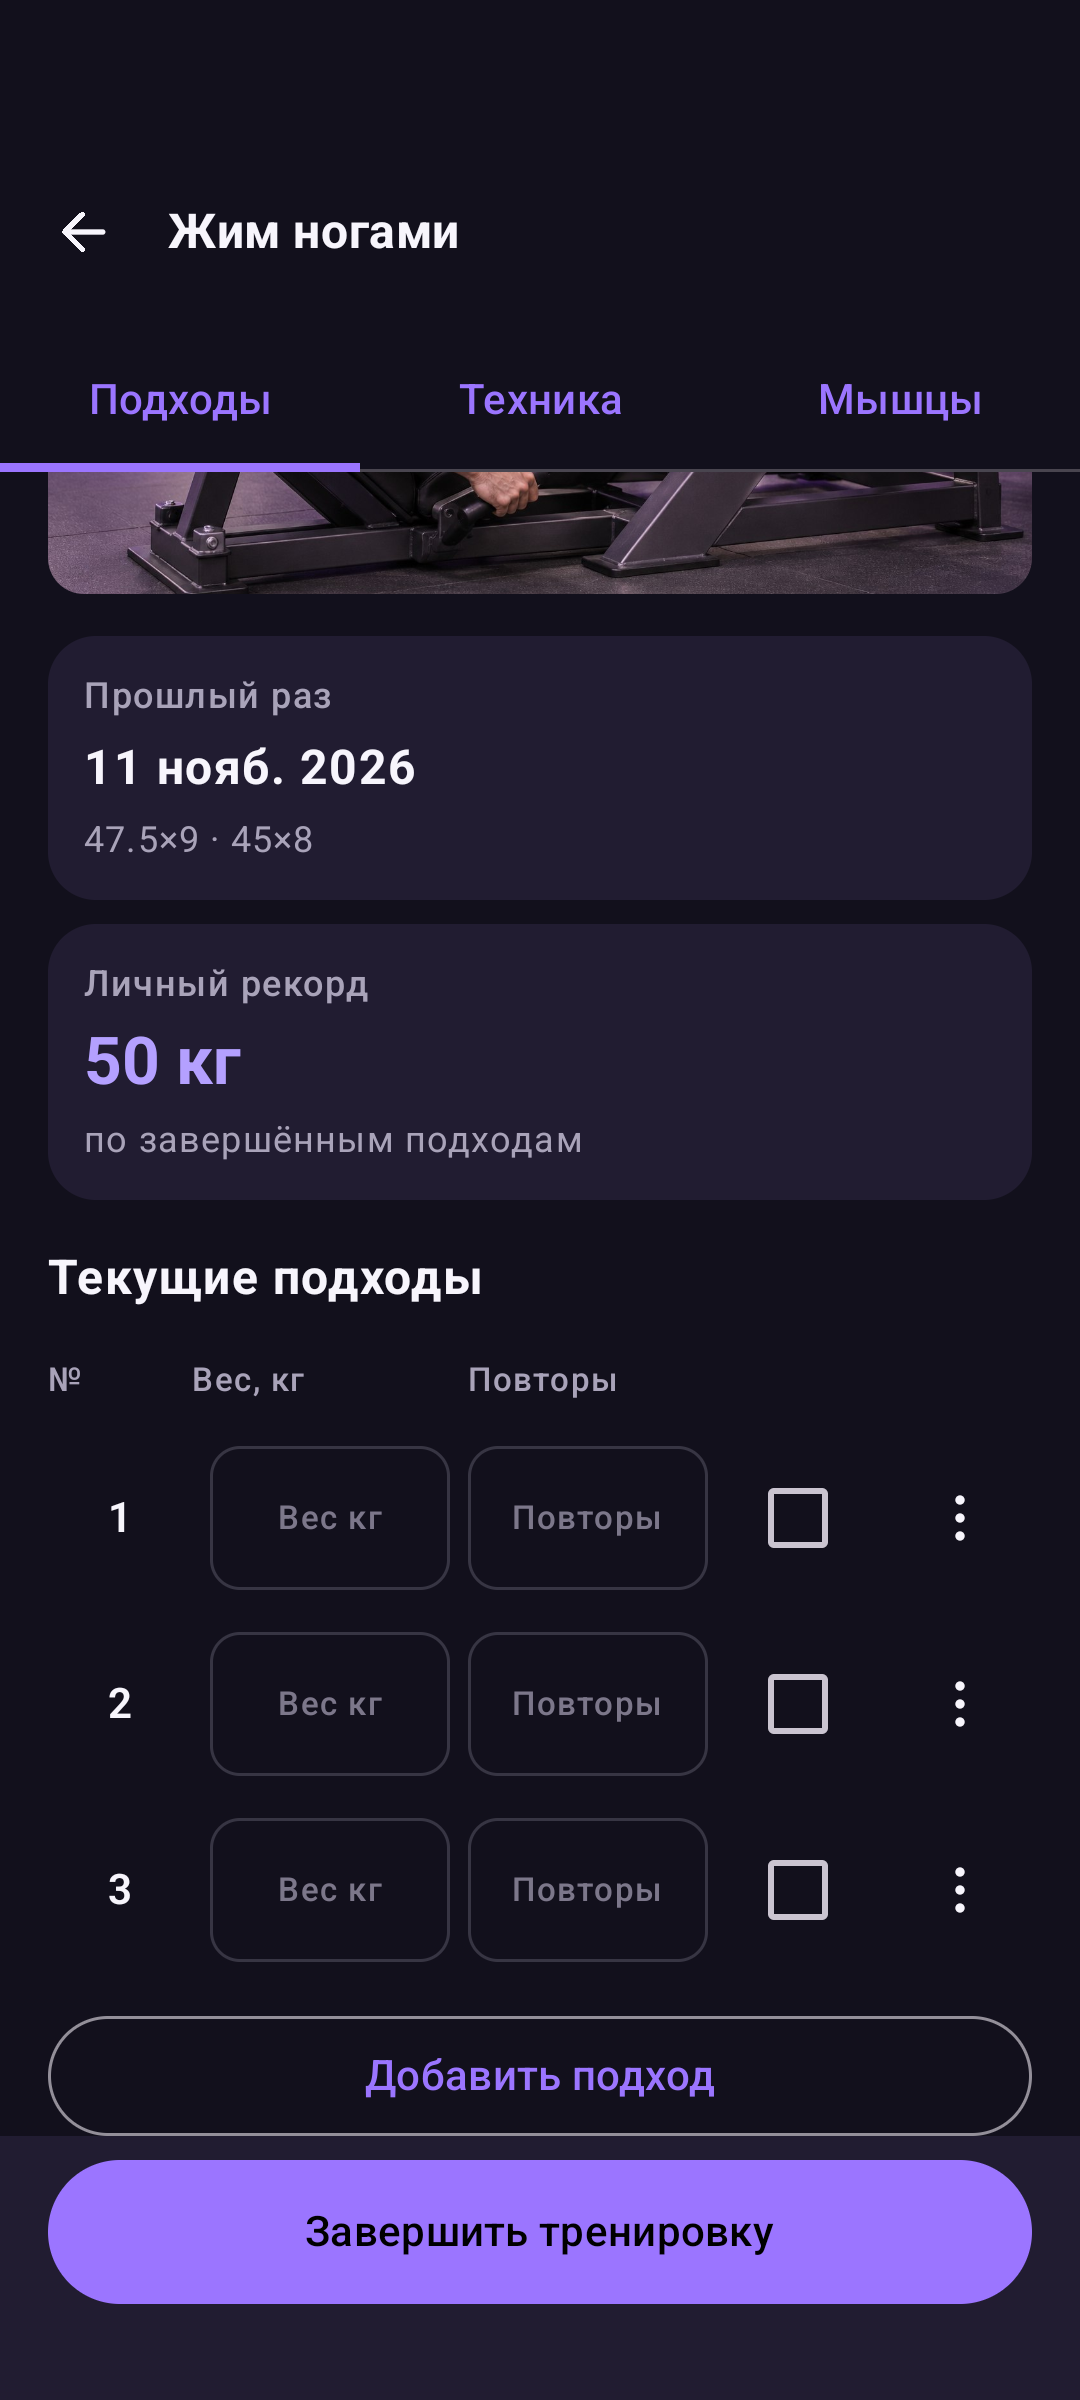 Жим ногами
Подходы Техника Мышцы
Прошлый раз
11 нояб. 2026
47.5×9 · 45×8
Личный рекорд
50 кг
по завершённым подходам
Текущие подходы
№ Вес, кг Повторы
1 Вес кг Повторы
2 Вес кг Повторы
3 Вес кг Повторы
Добавить подход
Завершить тренировку